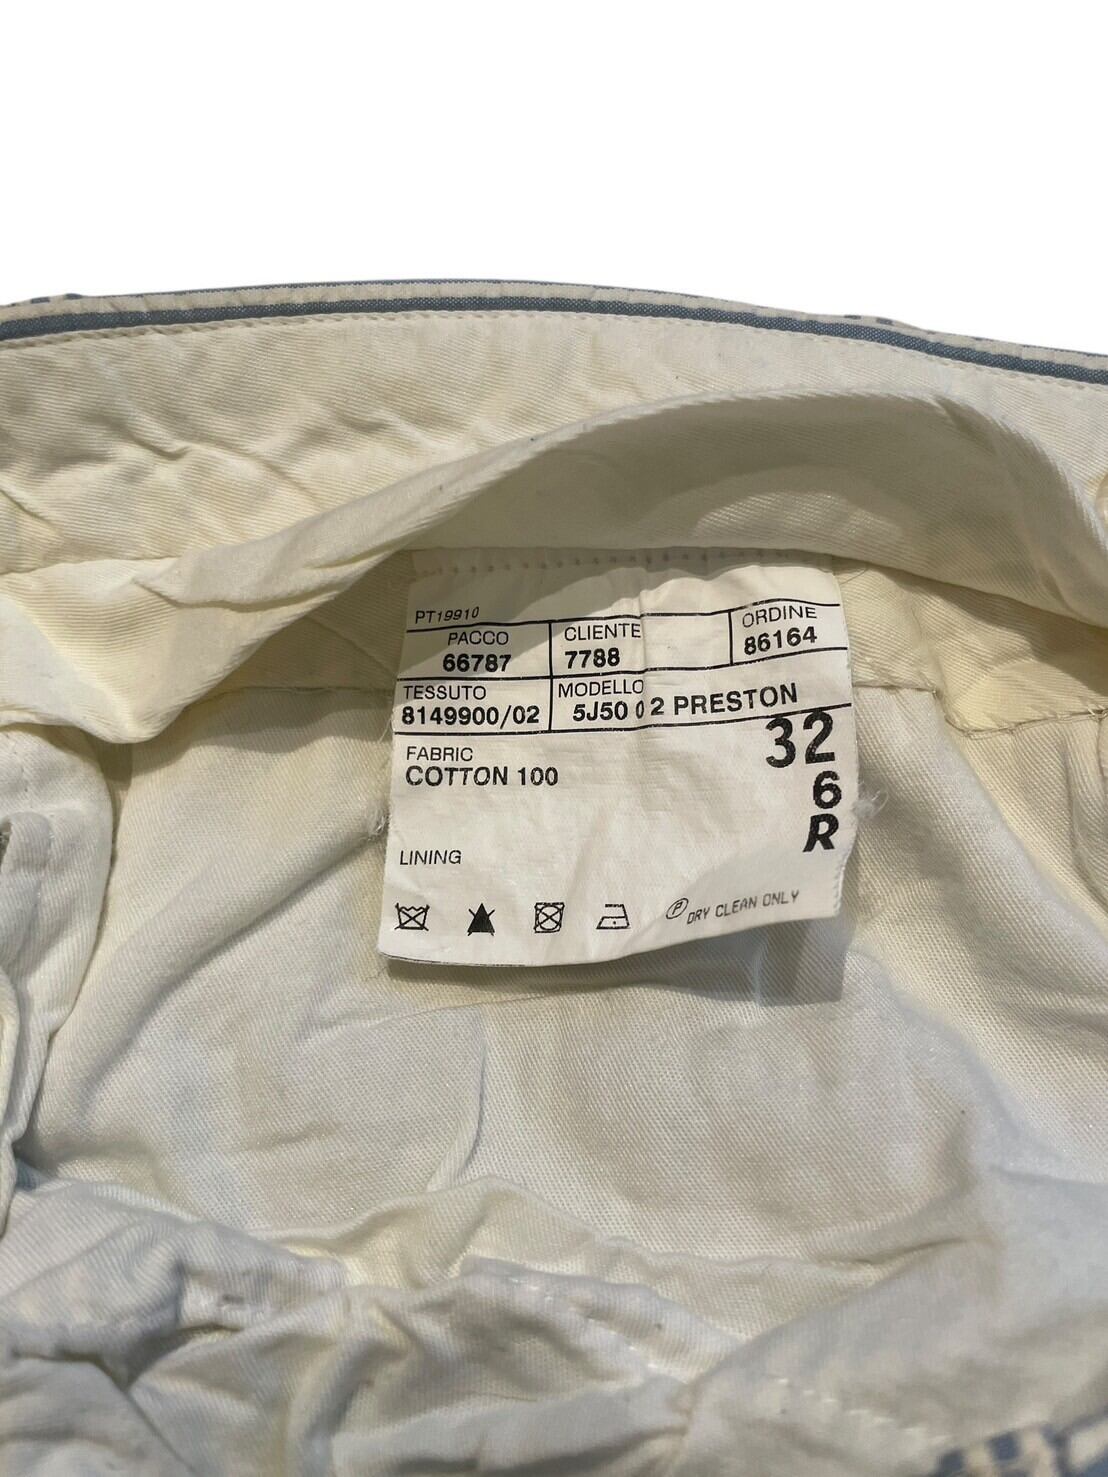 PT19910
PACCO CLIENTE ORDINE
66787 7788 86164
TESSUTO MODELLO
8149900/02 5J50 0 2 PRESTON
32
FABRIC
COTTON 100
6
R
LINING
P DRY CLEAN ONLY